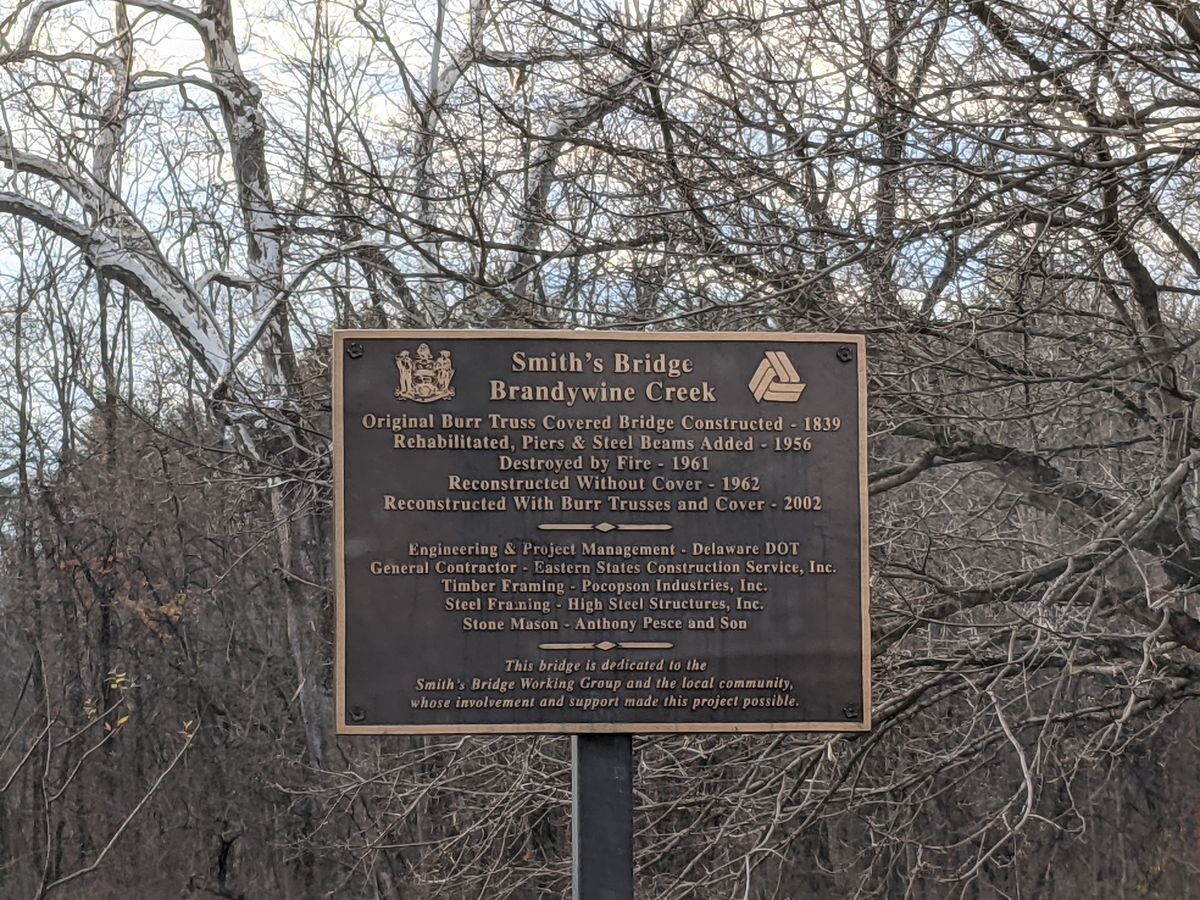 Smith's Bridge
Brandywine Creek
Original Burr Truss Covered Bridge Constructed - 1839
Rehabilitated, Piers & Steel Beams Added - 1956
Destroyed by Fire - 1961
Reconstructed Without Cover - 1962
Reconstructed With Burr Trusses and Cover - 2002
Engineering & Project Management - Delaware DOT
General Contractor - Eastern States Construction Service, Inc.
Timber Framing - Pocopson Industries, Inc.
Steel Framing - High Steel Structures, Inc.
Stone Mason - Anthony Pesce and Son
This bridge is dedicated to the
Smith's Bridge Working Group and the local community,
whose involvement and support made this project possible.